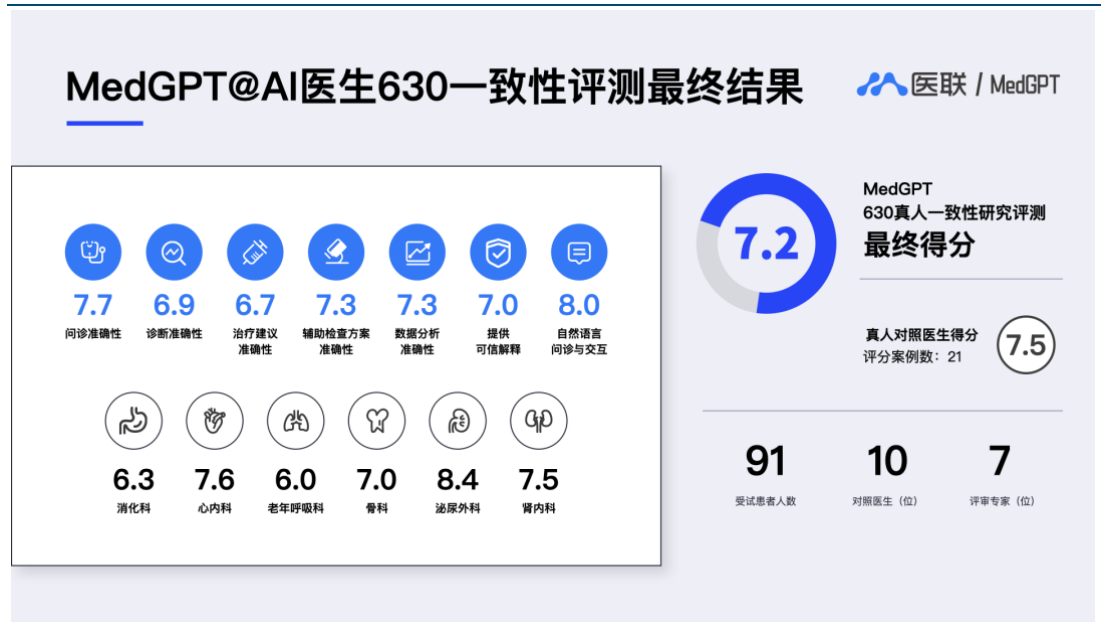 MedGPT@AI医生630一致性评测最终结果
医联 / MedGPT
7.7
问诊准确性
6.9
诊断准确性
6.7
治疗建议
准确性
7.3
辅助检查方案
准确性
7.3
数据分析
准确性
7.0
提供
可信解释
8.0
自然语言
问诊与交互
6.3
消化科
7.6
心内科
6.0
老年呼吸科
7.0
骨科
8.4
泌尿外科
7.5
肾内科
7.2
MedGPT
630真人一致性研究评测
最终得分
真人对照医生得分
评分案例数：21
7.5
91
受试患者人数
10
对照医生（位）
7
评审专家（位）